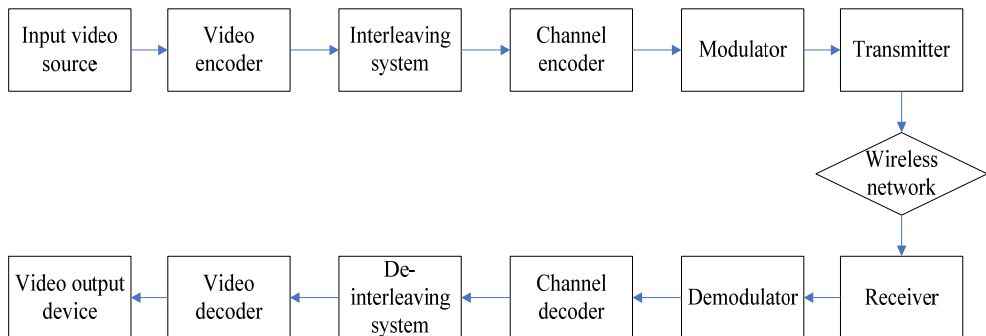 Input video
source
Video
encoder
Interleaving
system
Channel
encoder
Modulator
Transmitter
Wireless
network
Video output
device
Video
decoder
De-
interleaving
system
Channel
decoder
Demodulator
Receiver